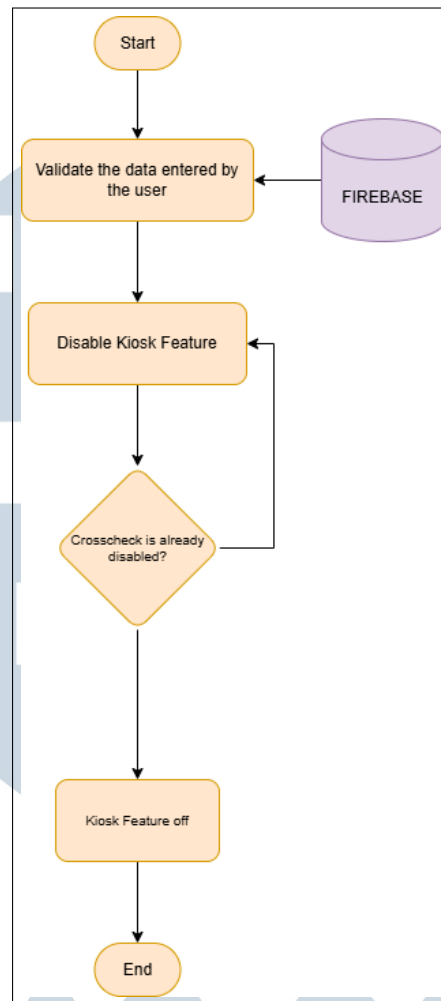 Start
Validate the data entered by
the user
FIREBASE
Disable Kiosk Feature
Crosscheck is already
disabled?
Kiosk Feature off
End